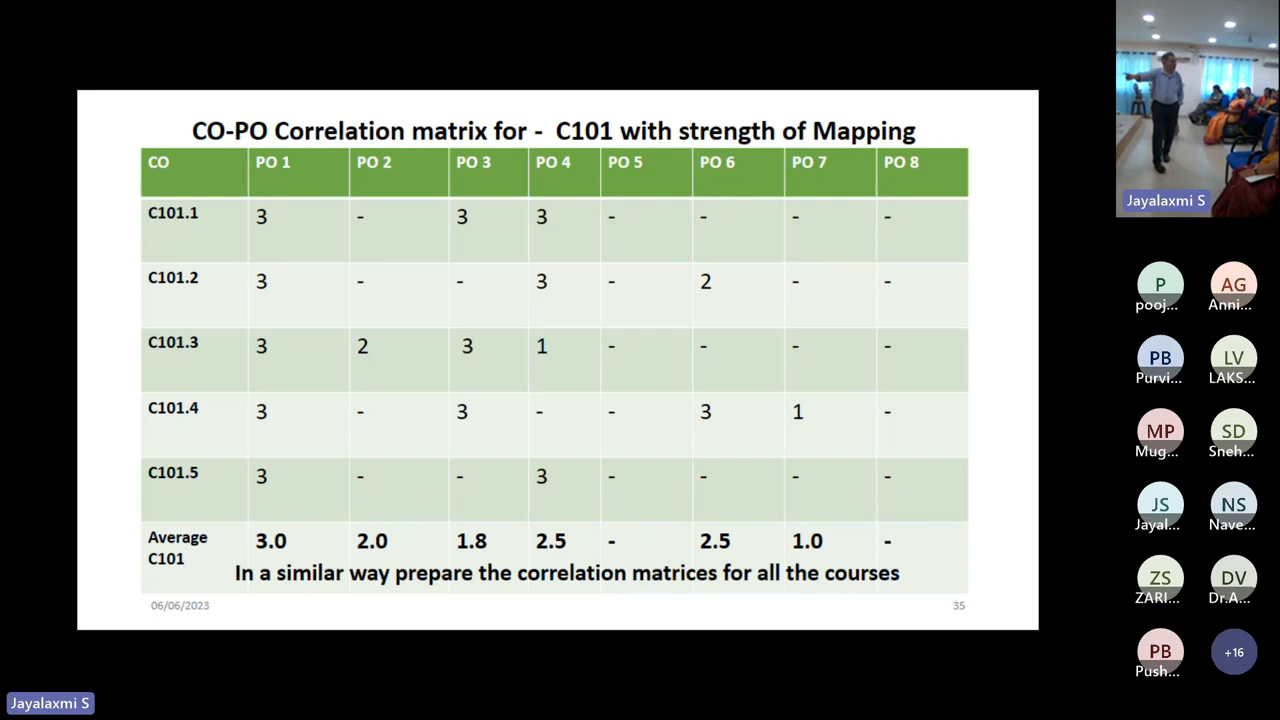 CO-PO Correlation matrix for -  C101 with strength of Mapping
CO PO 1 PO 2 PO 3 PO 4 PO 5 PO 6 PO 7 PO 8
C101.1 3 - 3 3 - - - -
C101.2 3 - - 3 - 2 - -
C101.3 3 2 3 1 - - - -
C101.4 3 - 3 - - 3 1 -
C101.5 3 - - 3 - - - -
Average C101 3.0 2.0 1.8 2.5 - 2.5 1.0 -
In a similar way prepare the correlation matrices for all the courses
06/06/2023
35
Jayalaxmi S
P
pooj...
AG
Anni...
PB
Purvi...
LV
LAKS...
MP
Mug...
SD
Sneh...
JS
Jayal...
NS
Nave...
ZS
ZARI...
DV
Dr.A...
PB
Push...
+16
Jayalaxmi S